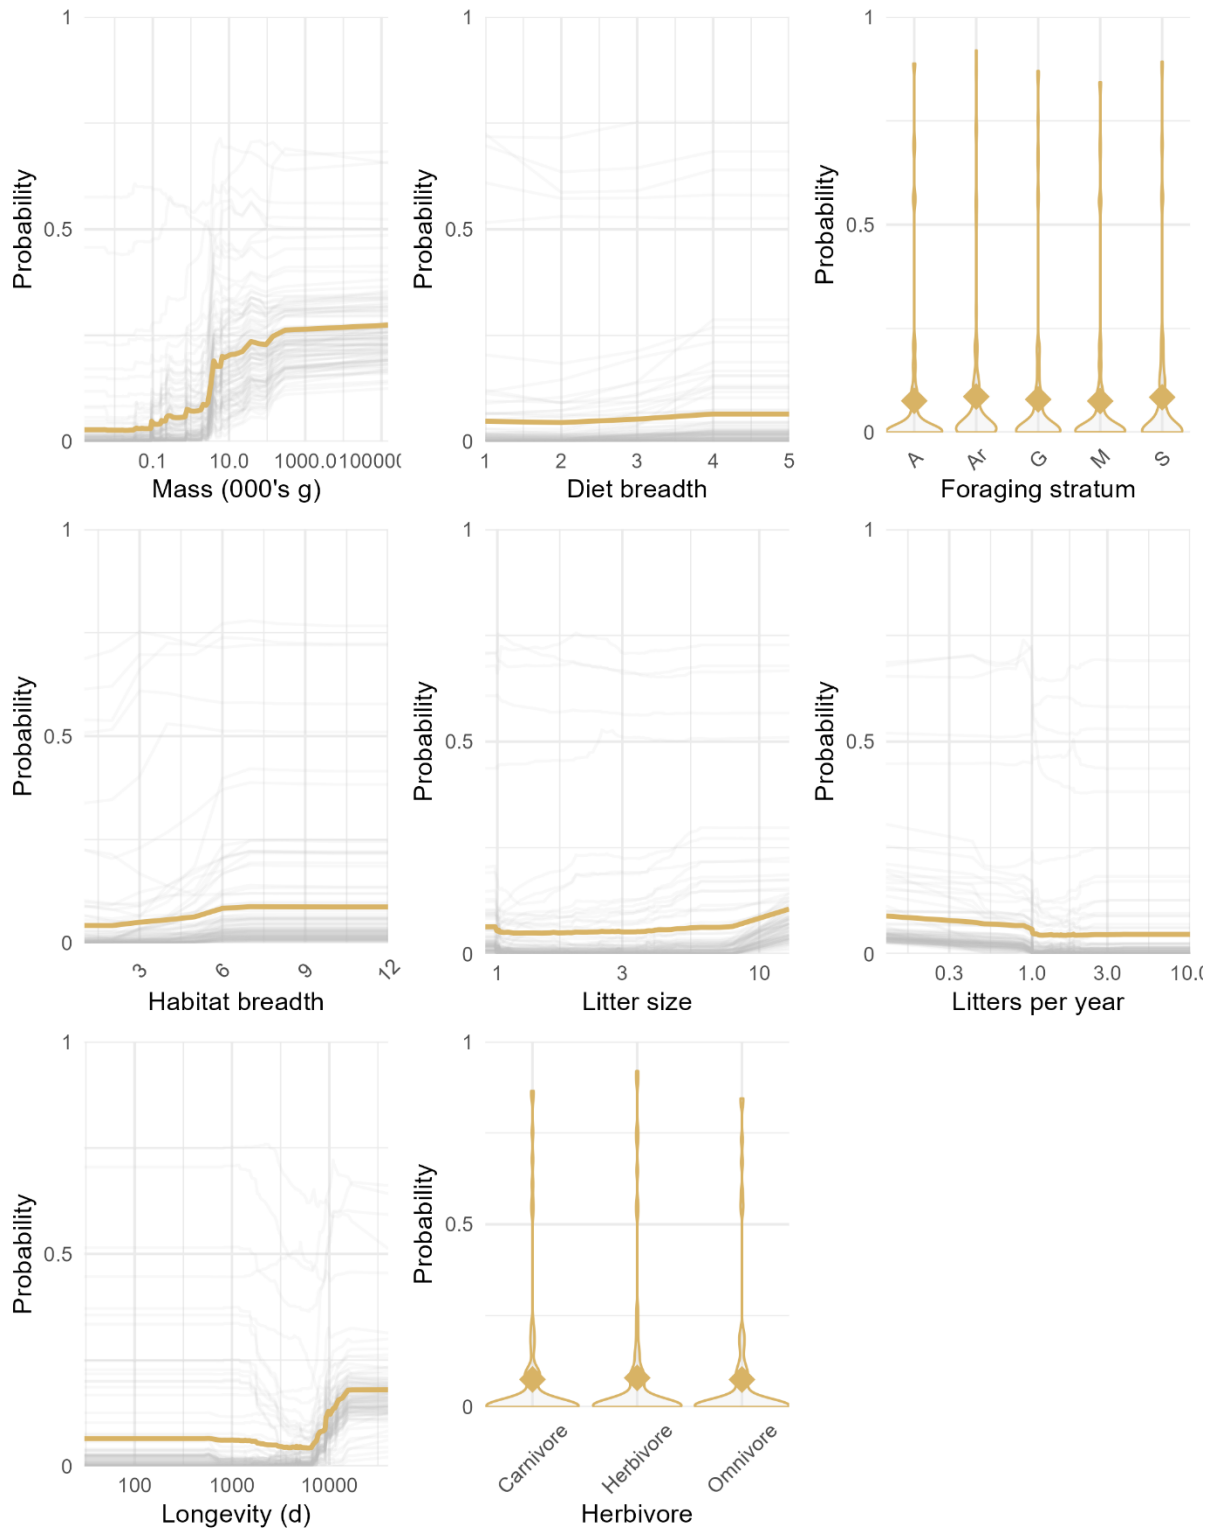 Probability
1
0.5
0
0.1
10.0
1000.0
Mass (000's g)
Probability
1
0.5
0
1
2
3
4
5
Diet breadth
Probability
1
0.5
0
A
Ar
G
M
S
Foraging stratum
Probability
1
0.5
0
3
6
9
12
Habitat breadth
Probability
1
0.5
0
1
3
10
Litter size
Probability
1
0.5
0
0.3
1.0
3.0
10.0
Litters per year
Probability
1
0.5
0
100
1000
10000
Longevity (d)
Probability
1
0.5
0
Carnivore
Herbivore
Omnivore
Herbivore